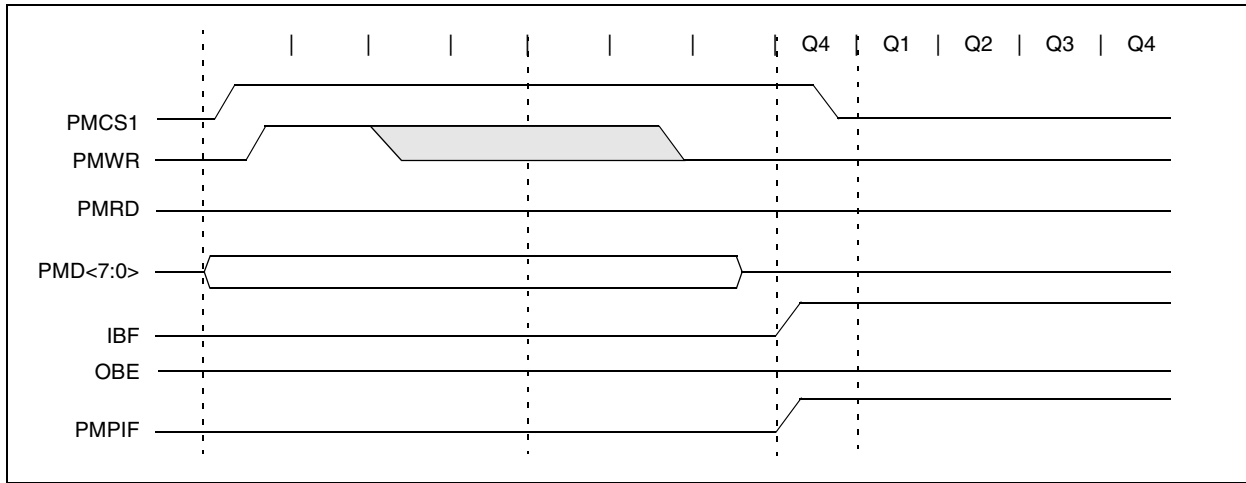 | | | | | | | Q4 | Q1 | Q2 | Q3 | Q4
PMCS1
PMWR
PMRD
PMD<7:0>
IBF
OBE
PMPIF